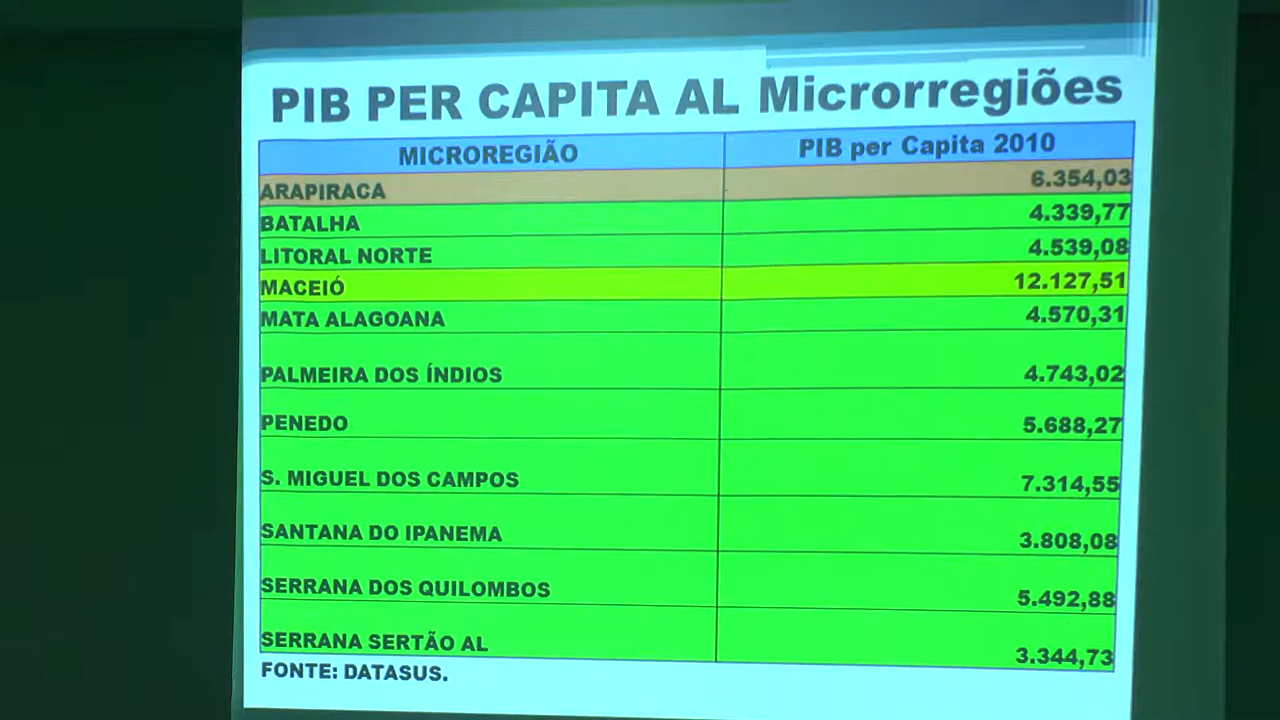 PIB PER CAPITA AL Microrregiões
MICROREGIÃO PIB per Capita 2010
ARAPIRACA 6.354,03
BATALHA 4.339,77
LITORAL NORTE 4.539,08
MACEIÓ 12.127,51
MATA ALAGOANA 4.570,31
PALMEIRA DOS ÍNDIOS 4.743,02
PENEDO 5.688,27
S. MIGUEL DOS CAMPOS 7.314,55
SANTANA DO IPANEMA 3.808,08
SERRANA DOS QUILOMBOS 5.492,88
SERRANA SERTÃO AL 3.344,73
FONTE: DATASUS.